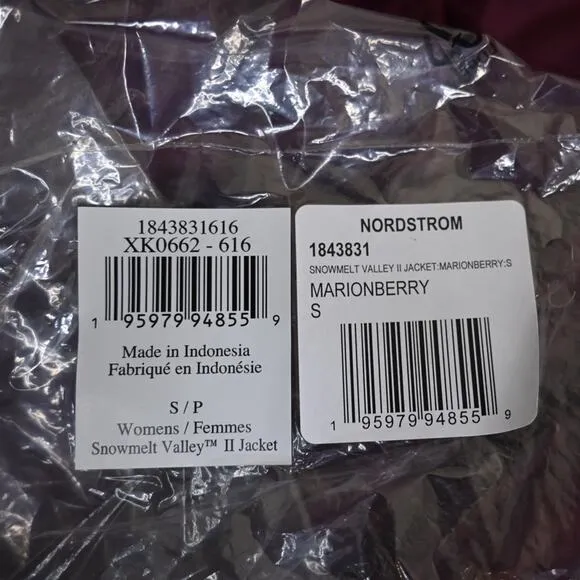 1843831616
XK0662 - 616
1 95979 94855 9
Made in Indonesia
Fabriqué en Indonésie
S / P
Womens / Femmes
Snowmelt Valley™ II Jacket
NORDSTROM
1843831
SNOWMELT VALLEY II JACKET:MARIONBERRY:S
MARIONBERRY
S
1 95979 94855 9